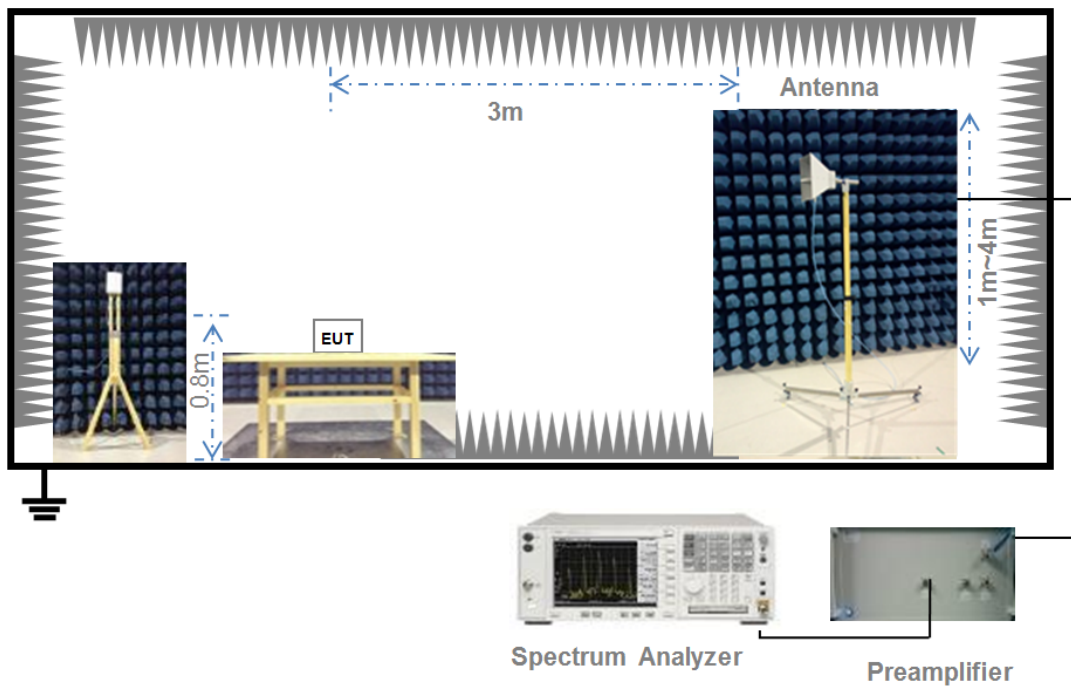 Antenna
3m
1m~4m
EUT
0.8m
Spectrum Analyzer
Preamplifier